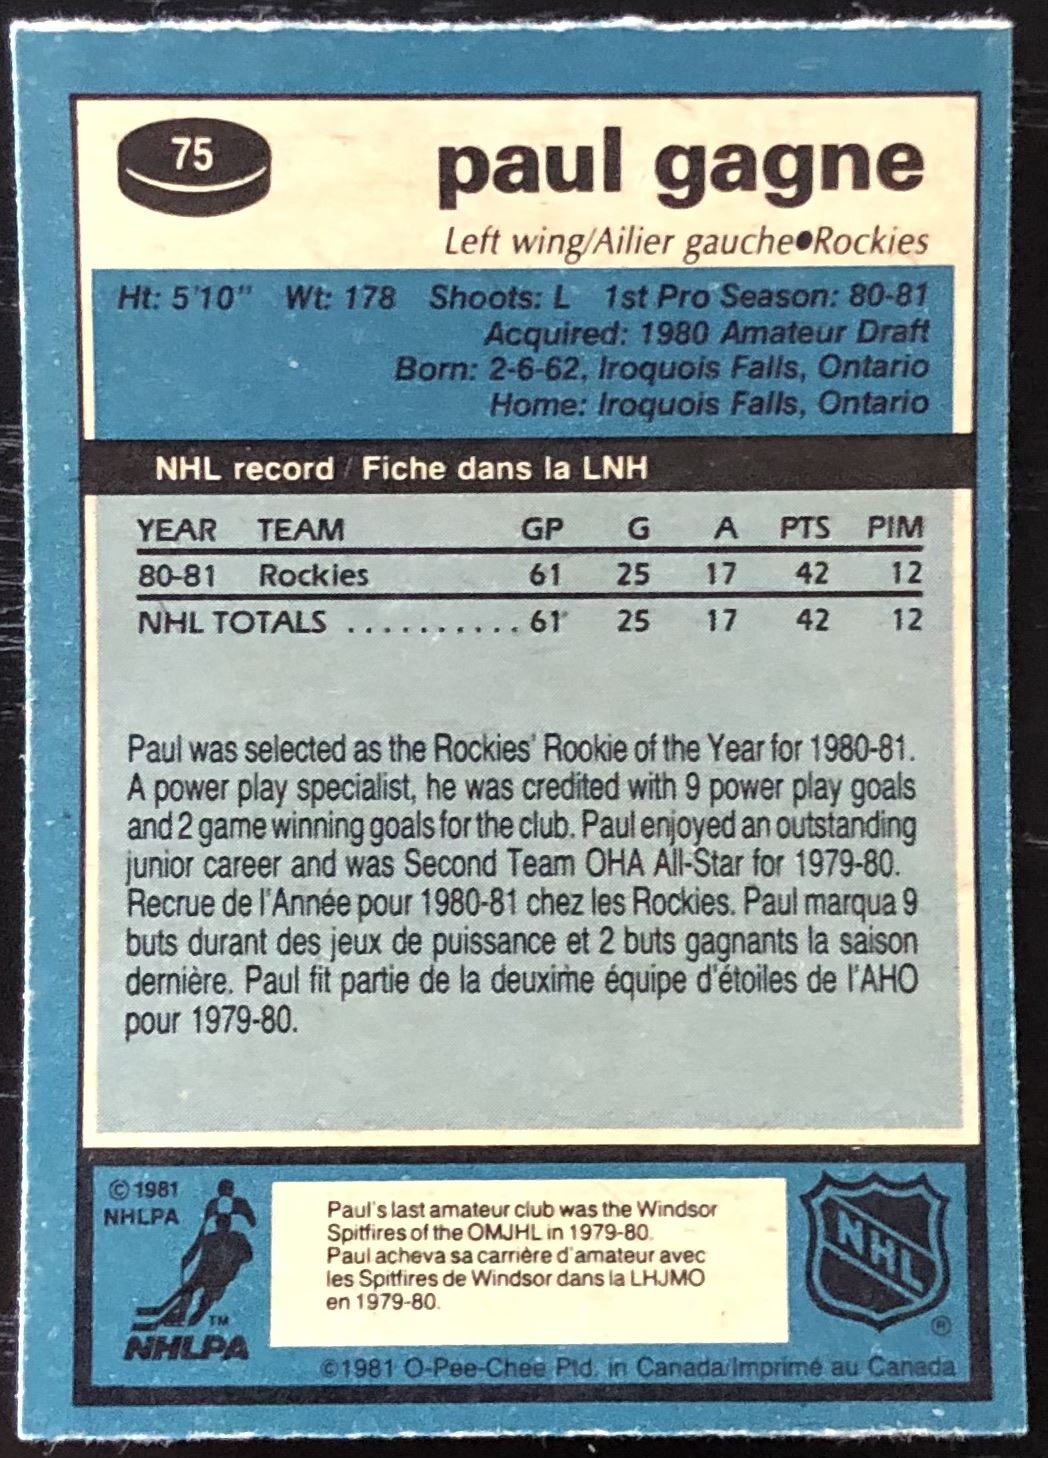 75
paul gagne
Left wing/Ailier gauche●Rockies
Ht: 5'10" Wt: 178 Shoots: L 1st Pro Season: 80-81
Acquired: 1980 Amateur Draft
Born: 2-6-62, Iroquois Falls, Ontario
Home: Iroquois Falls, Ontario
NHL record / Fiche dans la LNH
YEAR TEAM GP G A PTS PIM
80-81 Rockies 61 25 17 42 12
NHL TOTALS .......... 61 25 17 42 12
Paul was selected as the Rockies' Rookie of the Year for 1980-81.
A power play specialist, he was credited with 9 power play goals
and 2 game winning goals for the club. Paul enjoyed an outstanding
junior career and was Second Team OHA All-Star for 1979-80.
Recrue de l'Année pour 1980-81 chez les Rockies. Paul marqua 9
buts durant des jeux de puissance et 2 buts gagnants la saison
dernière. Paul fit partie de la deuxième équipe d'étoiles de l'AHO
pour 1979-80.
©1981
NHLPA
TM
NHLPA
Paul's last amateur club was the Windsor
Spitfires of the OMJHL in 1979-80.
Paul acheva sa carrière d'amateur avec
les Spitfires de Windsor dans la LHJMO
en 1979-80.
NHL
®
©1981 O-Pee-Chee Ptd. in Canada/Imprimé au Canada